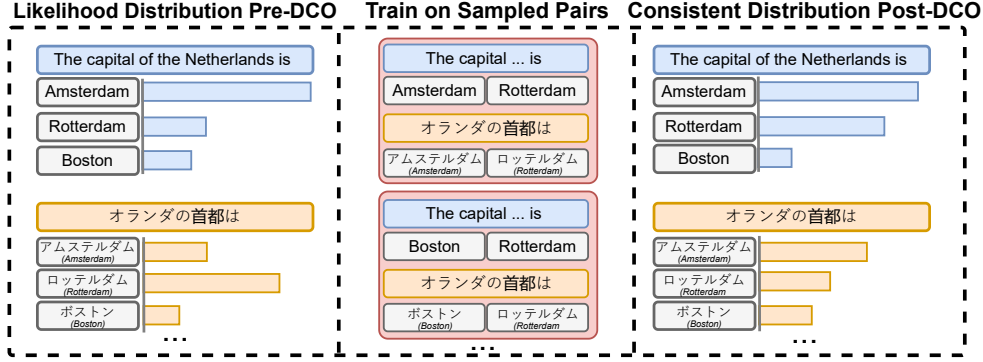 Likelihood Distribution Pre-DCO
The capital of the Netherlands is
Amsterdam
Rotterdam
Boston
オランダの首都は
アムステルダム
(Amsterdam)
ロッテルダム
(Rotterdam)
ボストン
(Boston)
...
Train on Sampled Pairs
The capital ... is
Amsterdam Rotterdam
オランダの首都は
アムステルダム ロッテルダム
(Amsterdam) (Rotterdam)
The capital ... is
Boston Rotterdam
オランダの首都は
ボストン ロッテルダム
(Boston) (Rotterdam
...
Consistent Distribution Post-DCO
The capital of the Netherlands is
Amsterdam
Rotterdam
Boston
オランダの首都は
アムステルダム
(Amsterdam)
ロッテルダム
(Rotterdam
ボストン
(Boston)
...